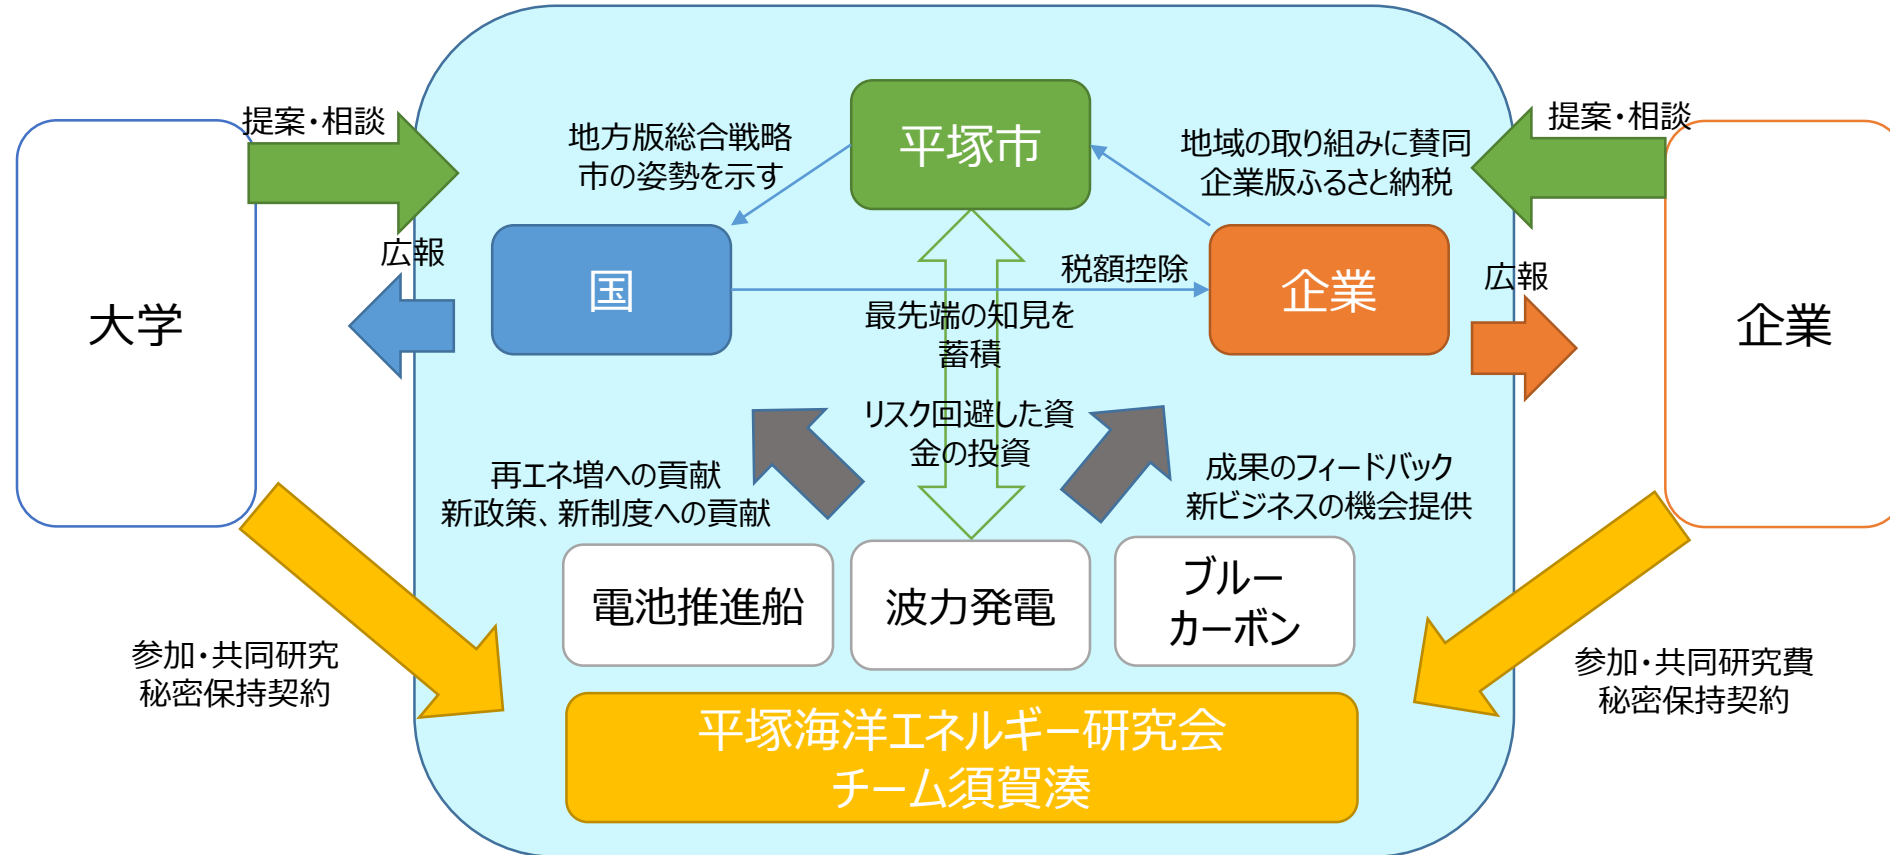 提案・相談
平塚市
地方版総合戦略
市の姿勢を示す
地域の取り組みに賛同
企業版ふるさと納税
提案・相談
広報
国
税額控除
企業
広報
大学
最先端の知見を
蓄積
企業
リスク回避した資
金の投資
再エネ増への貢献
新政策、新制度への貢献
成果のフィードバック
新ビジネスの機会提供
電池推進船
波力発電
ブルー
カーボン
参加・共同研究
秘密保持契約
参加・共同研究費
秘密保持契約
平塚海洋エネルギー研究会
チーム須賀湊